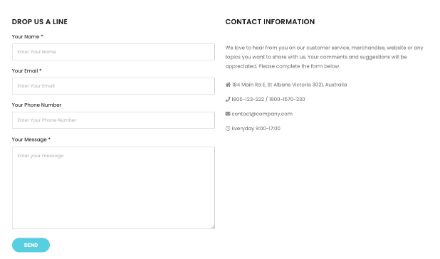 DROP US A LINE
Your Name *
Enter Your Name
Your Email *
Enter Your Email
Your Phone Number
Enter Your Phone Number
Your Message *
Enter your message
SEND
CONTACT INFORMATION
We love to hear from you on our customer service, merchandise, website or any
topics you want to share with us. Your comments and suggestions will be
appreciated. Please complete the form below.
184 Main Rd E, St Albans Victoria 3021, Australia
1800-123-222 / 1900-1570-230
contact@company.com
Everyday 9:00-17:00